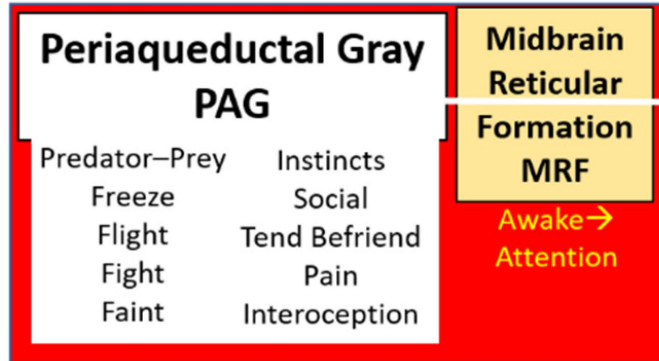 Periaqueductal Gray
PAG
Predator–Prey
Freeze
Flight
Fight
Faint
Instincts
Social
Tend Befriend
Pain
Interoception
Midbrain
Reticular
Formation
MRF
Awake→
Attention